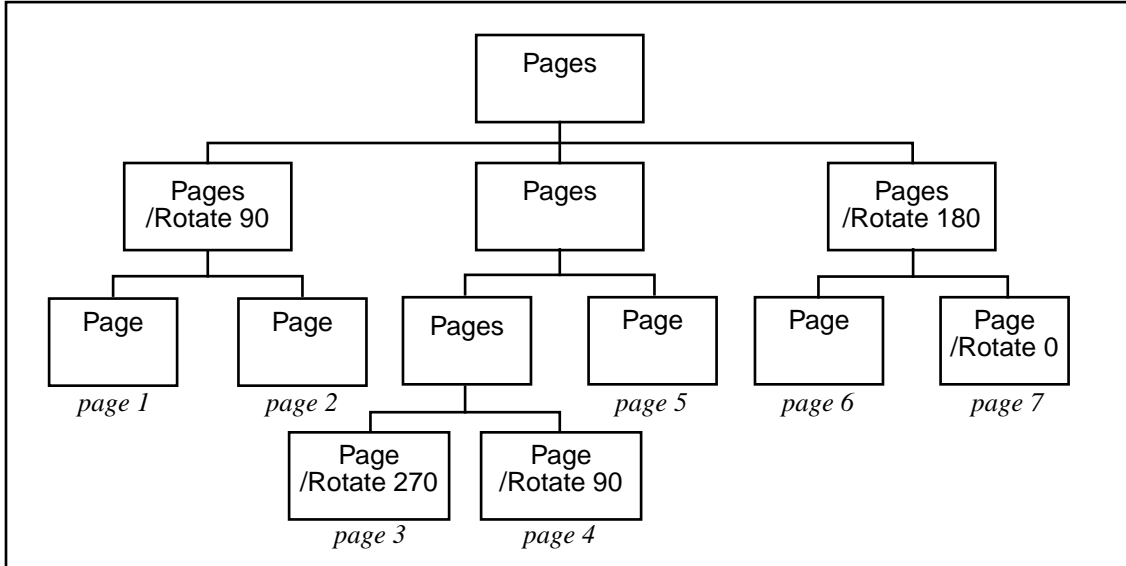 Pages
Pages
/Rotate 90
Pages
Pages
/Rotate 180
Page
Page
Pages
Page
Page
Page
/Rotate 0
page 1
page 2
page 5
page 6
page 7
Page
/Rotate 270
Page
/Rotate 90
page 3
page 4